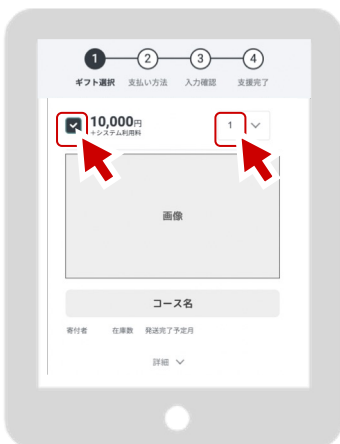 1 2 3 4
ギフト選択 支払い方法 入力確認 支援完了
10,000円 1
+システム利用料
画像
コース名
寄付者 在庫数 発送完了予定月
詳細